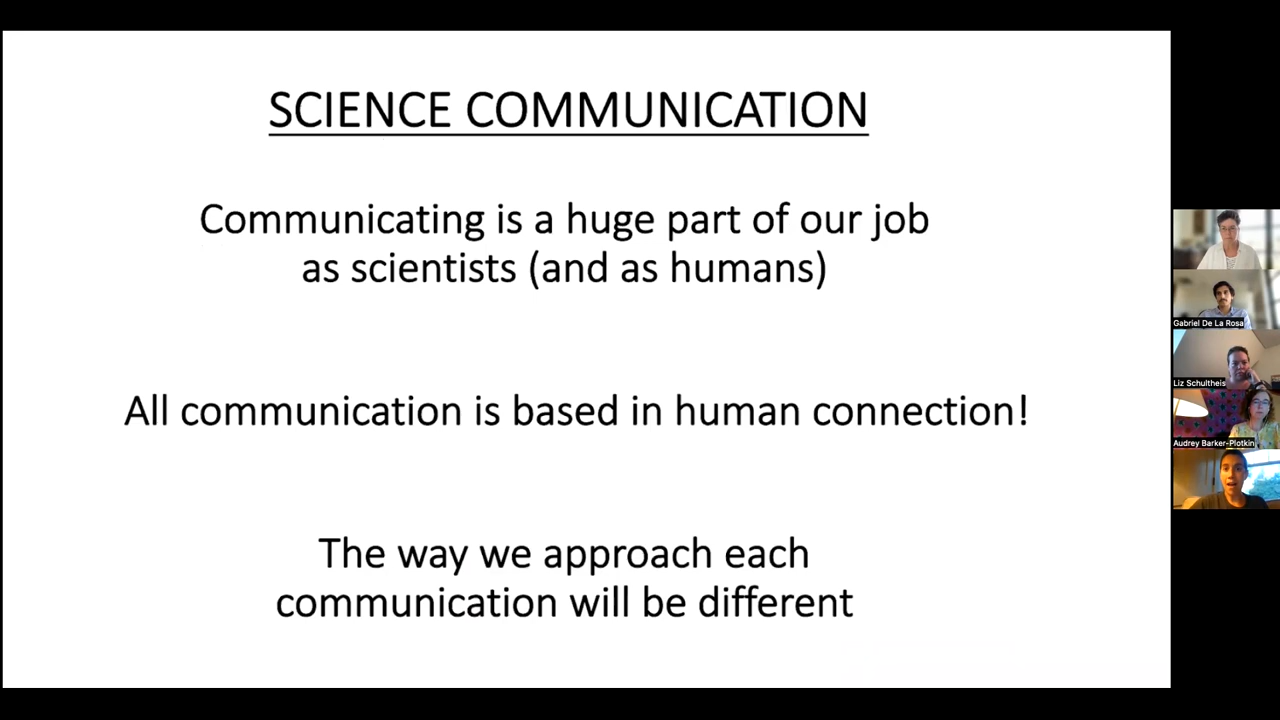 SCIENCE COMMUNICATION
Communicating is a huge part of our job
as scientists (and as humans)
All communication is based in human connection!
The way we approach each
communication will be different
Gabriel De La Rosa
Liz Schultheis
Audrey Barker-Plotkin